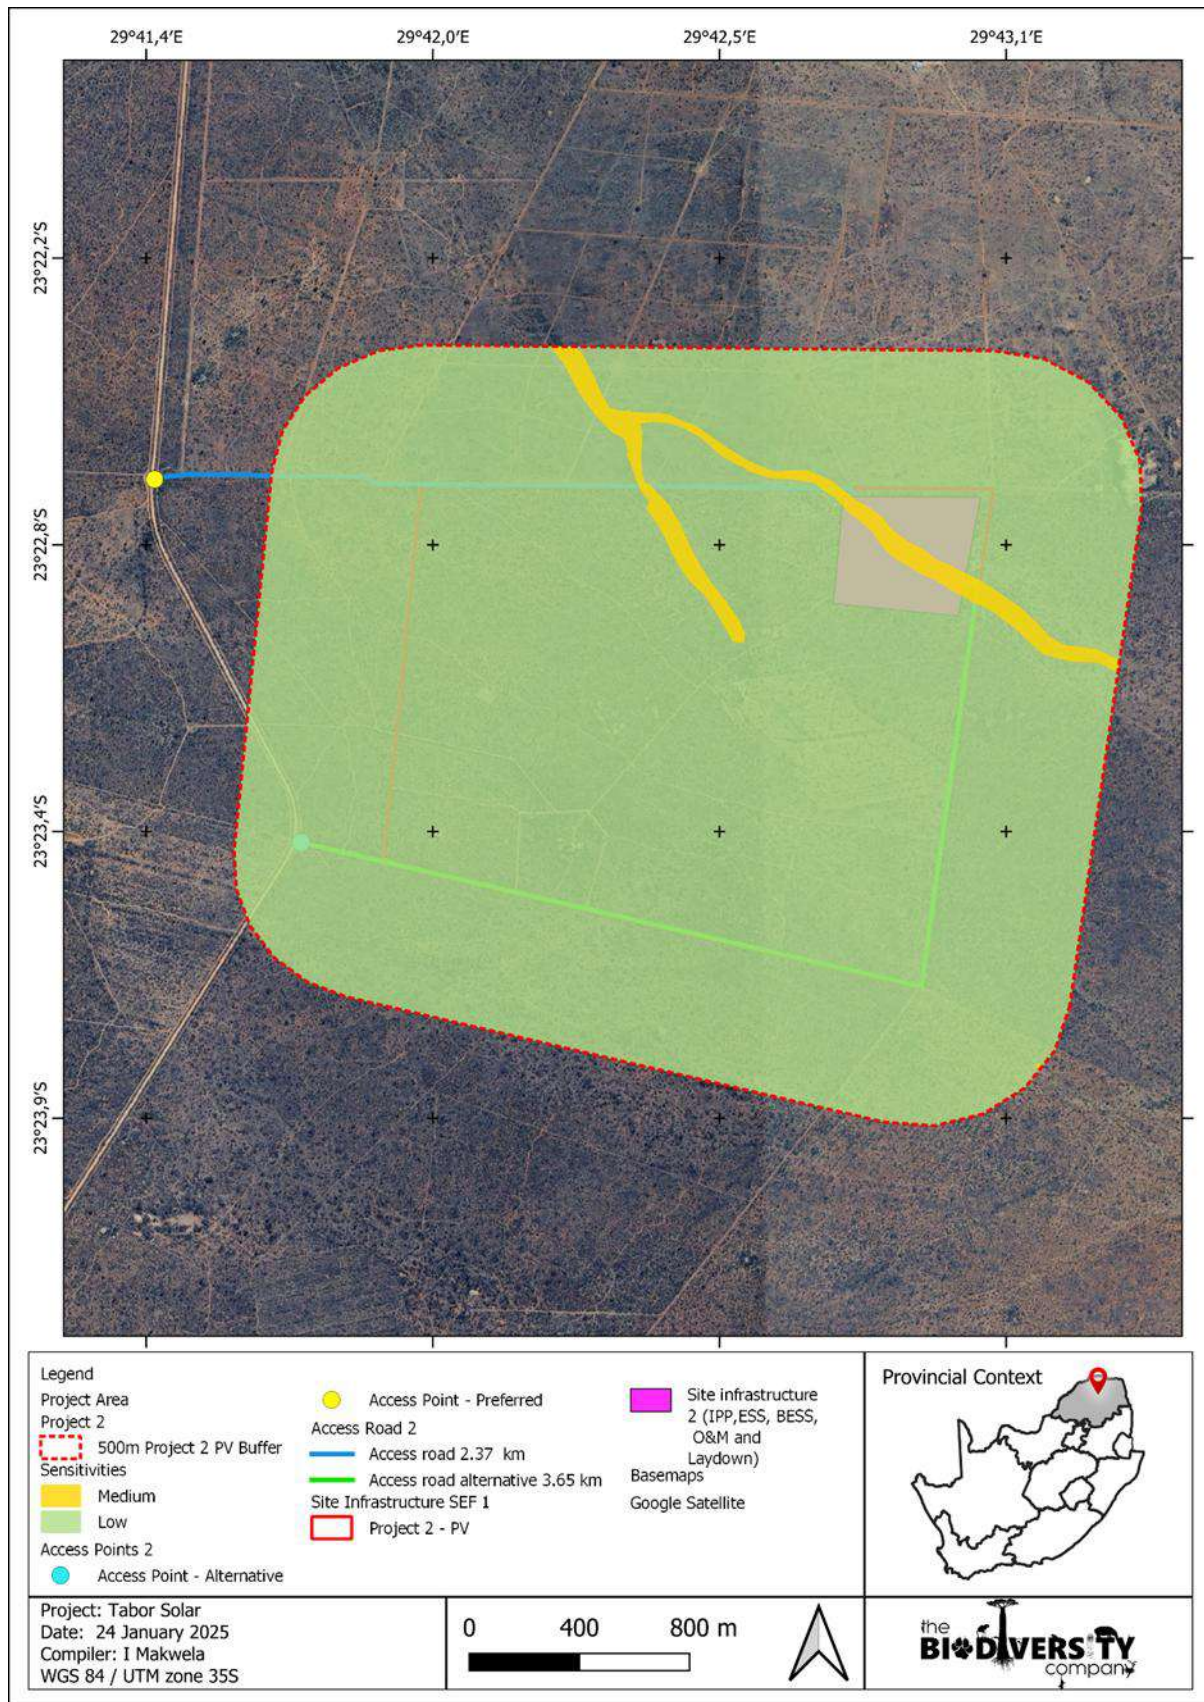 29°41,4'E
29°42,0'E
29°42,5'E
29°43,1'E
23°22,2'S
23°22,8'S
23°23,4'S
23°23,9'S
Legend
Project Area
Project 2
500m Project 2 PV Buffer
Sensitivities
Medium
Low
Access Points 2
Access Point - Alternative
Access Point - Preferred
Access Road 2
Access road 2.37 km
Access road alternative 3.65 km
Site Infrastructure SEF 1
Project 2 - PV
Site infrastructure
2 (IPP,ESS, BESS,
O&M and
Laydown)
Basemaps
Google Satellite
Provincial Context
Project: Tabor Solar
Date: 24 January 2025
Compiler: I Makwela
WGS 84 / UTM zone 35S
0 400 800 m
the
BIODIVERSITY
company